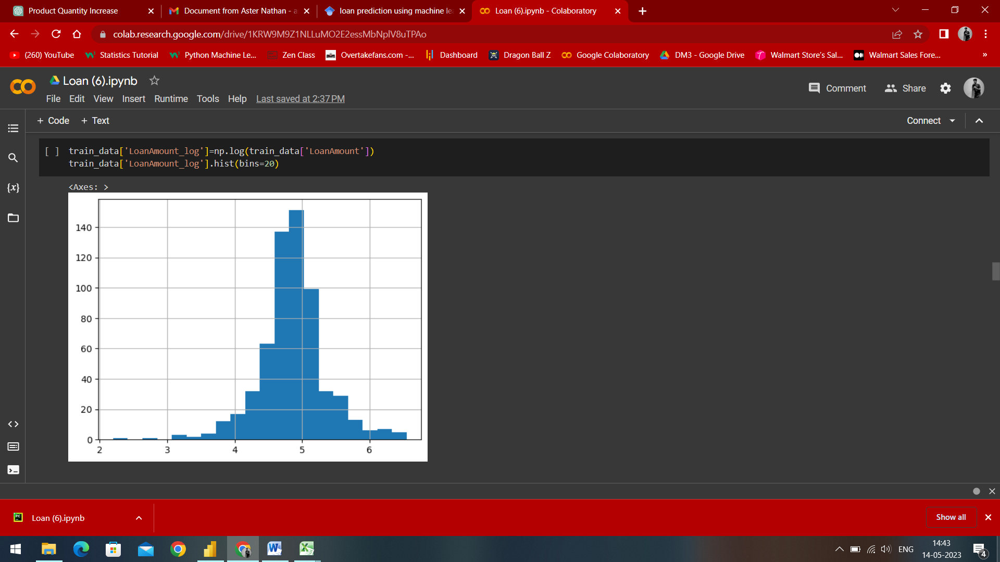 Product Quantity Increase
Document from Aster Nathan - a
loan prediction using machine le
Loan (6).ipynb - Colaboratory
colab.research.google.com/drive/1KRW9M9Z1NLLuMO2E2essMbNplV8uTPAo
(260) YouTube
Statistics Tutorial
Python Machine Le...
Zen Class
Overtakefans.com -...
Dashboard
Dragon Ball Z
Google Colaboratory
DM3 - Google Drive
Walmart Store's Sal...
Walmart Sales Fore...
»
Loan (6).ipynb
Comment
Share
File Edit View Insert Runtime Tools Help Last saved at 2:37 PM
+ Code + Text
Connect
[ ] train_data['LoanAmount_log']=np.log(train_data['LoanAmount'])
train_data['LoanAmount_log'].hist(bins=20)
{x}
<Axes: >
140
120
100
80
60
40
20
0
2 3 4 5 6
PC
Loan (6).ipynb
Show all
ENG
14:43
14-05-2023
4